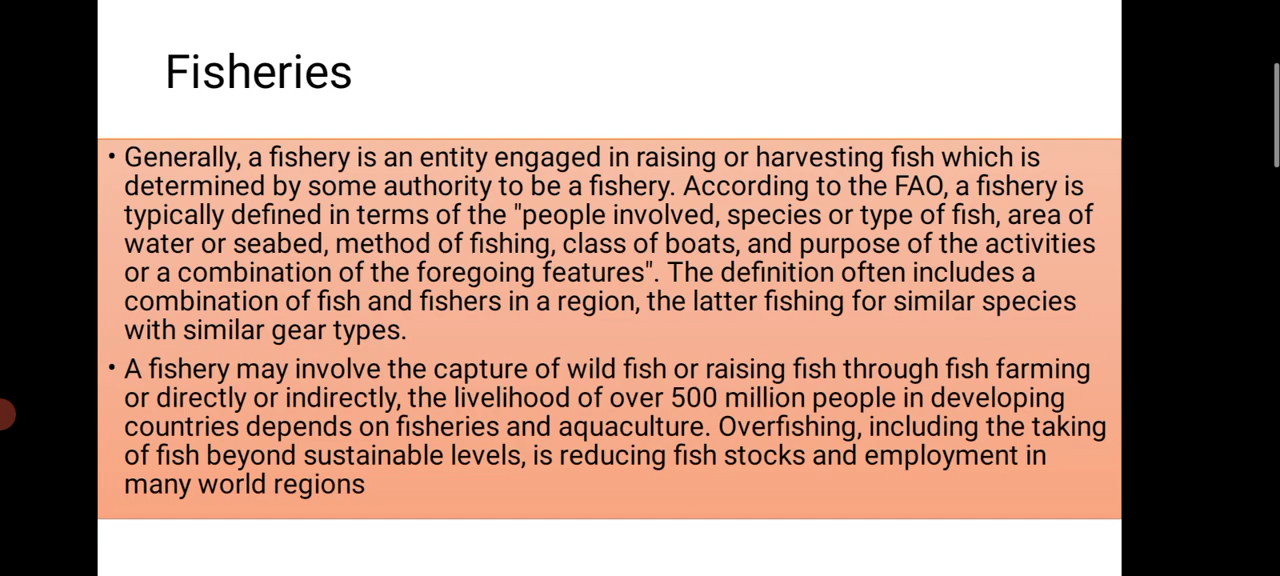 Fisheries
• Generally, a fishery is an entity engaged in raising or harvesting fish which is
determined by some authority to be a fishery. According to the FAO, a fishery is
typically defined in terms of the "people involved, species or type of fish, area of
water or seabed, method of fishing, class of boats, and purpose of the activities
or a combination of the foregoing features". The definition often includes a
combination of fish and fishers in a region, the latter fishing for similar species
with similar gear types.
• A fishery may involve the capture of wild fish or raising fish through fish farming
or directly or indirectly, the livelihood of over 500 million people in developing
countries depends on fisheries and aquaculture. Overfishing, including the taking
of fish beyond sustainable levels, is reducing fish stocks and employment in
many world regions